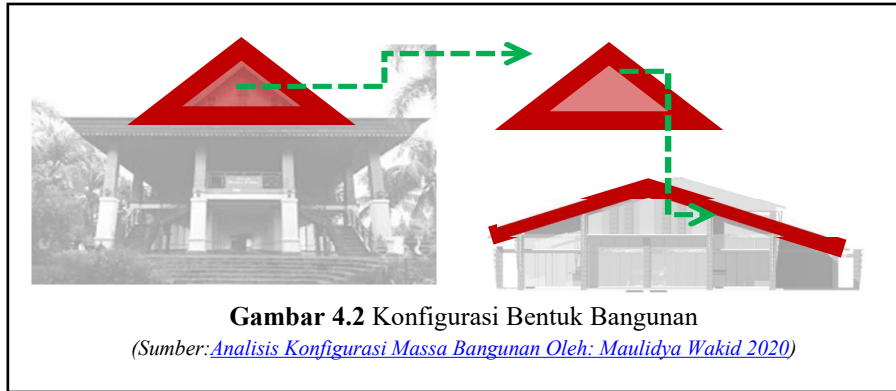 Gambar 4.2 Konfigurasi Bentuk Bangunan
(Sumber:Analisis Konfigurasi Massa Bangunan Oleh: Maulidya Wakid 2020)